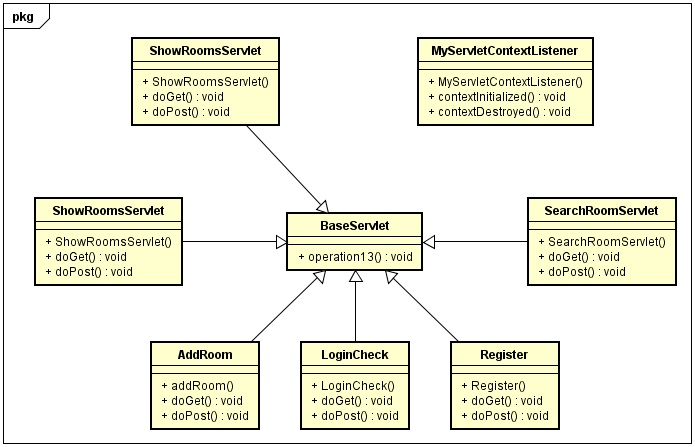 pkg
ShowRoomsServlet
+ ShowRoomsServlet()
+ doGet() : void
+ doPost() : void
MyServletContextListener
+ MyServletContextListener()
+ contextInitialized() : void
+ contextDestroyed() : void
ShowRoomsServlet
+ ShowRoomsServlet()
+ doGet() : void
+ doPost() : void
BaseServlet
+ operation13() : void
SearchRoomServlet
+ SearchRoomServlet()
+ doGet() : void
+ doPost() : void
AddRoom
+ addRoom()
+ doGet() : void
+ doPost() : void
LoginCheck
+ LoginCheck()
+ doGet() : void
+ doPost() : void
Register
+ Register()
+ doGet() : void
+ doPost() : void